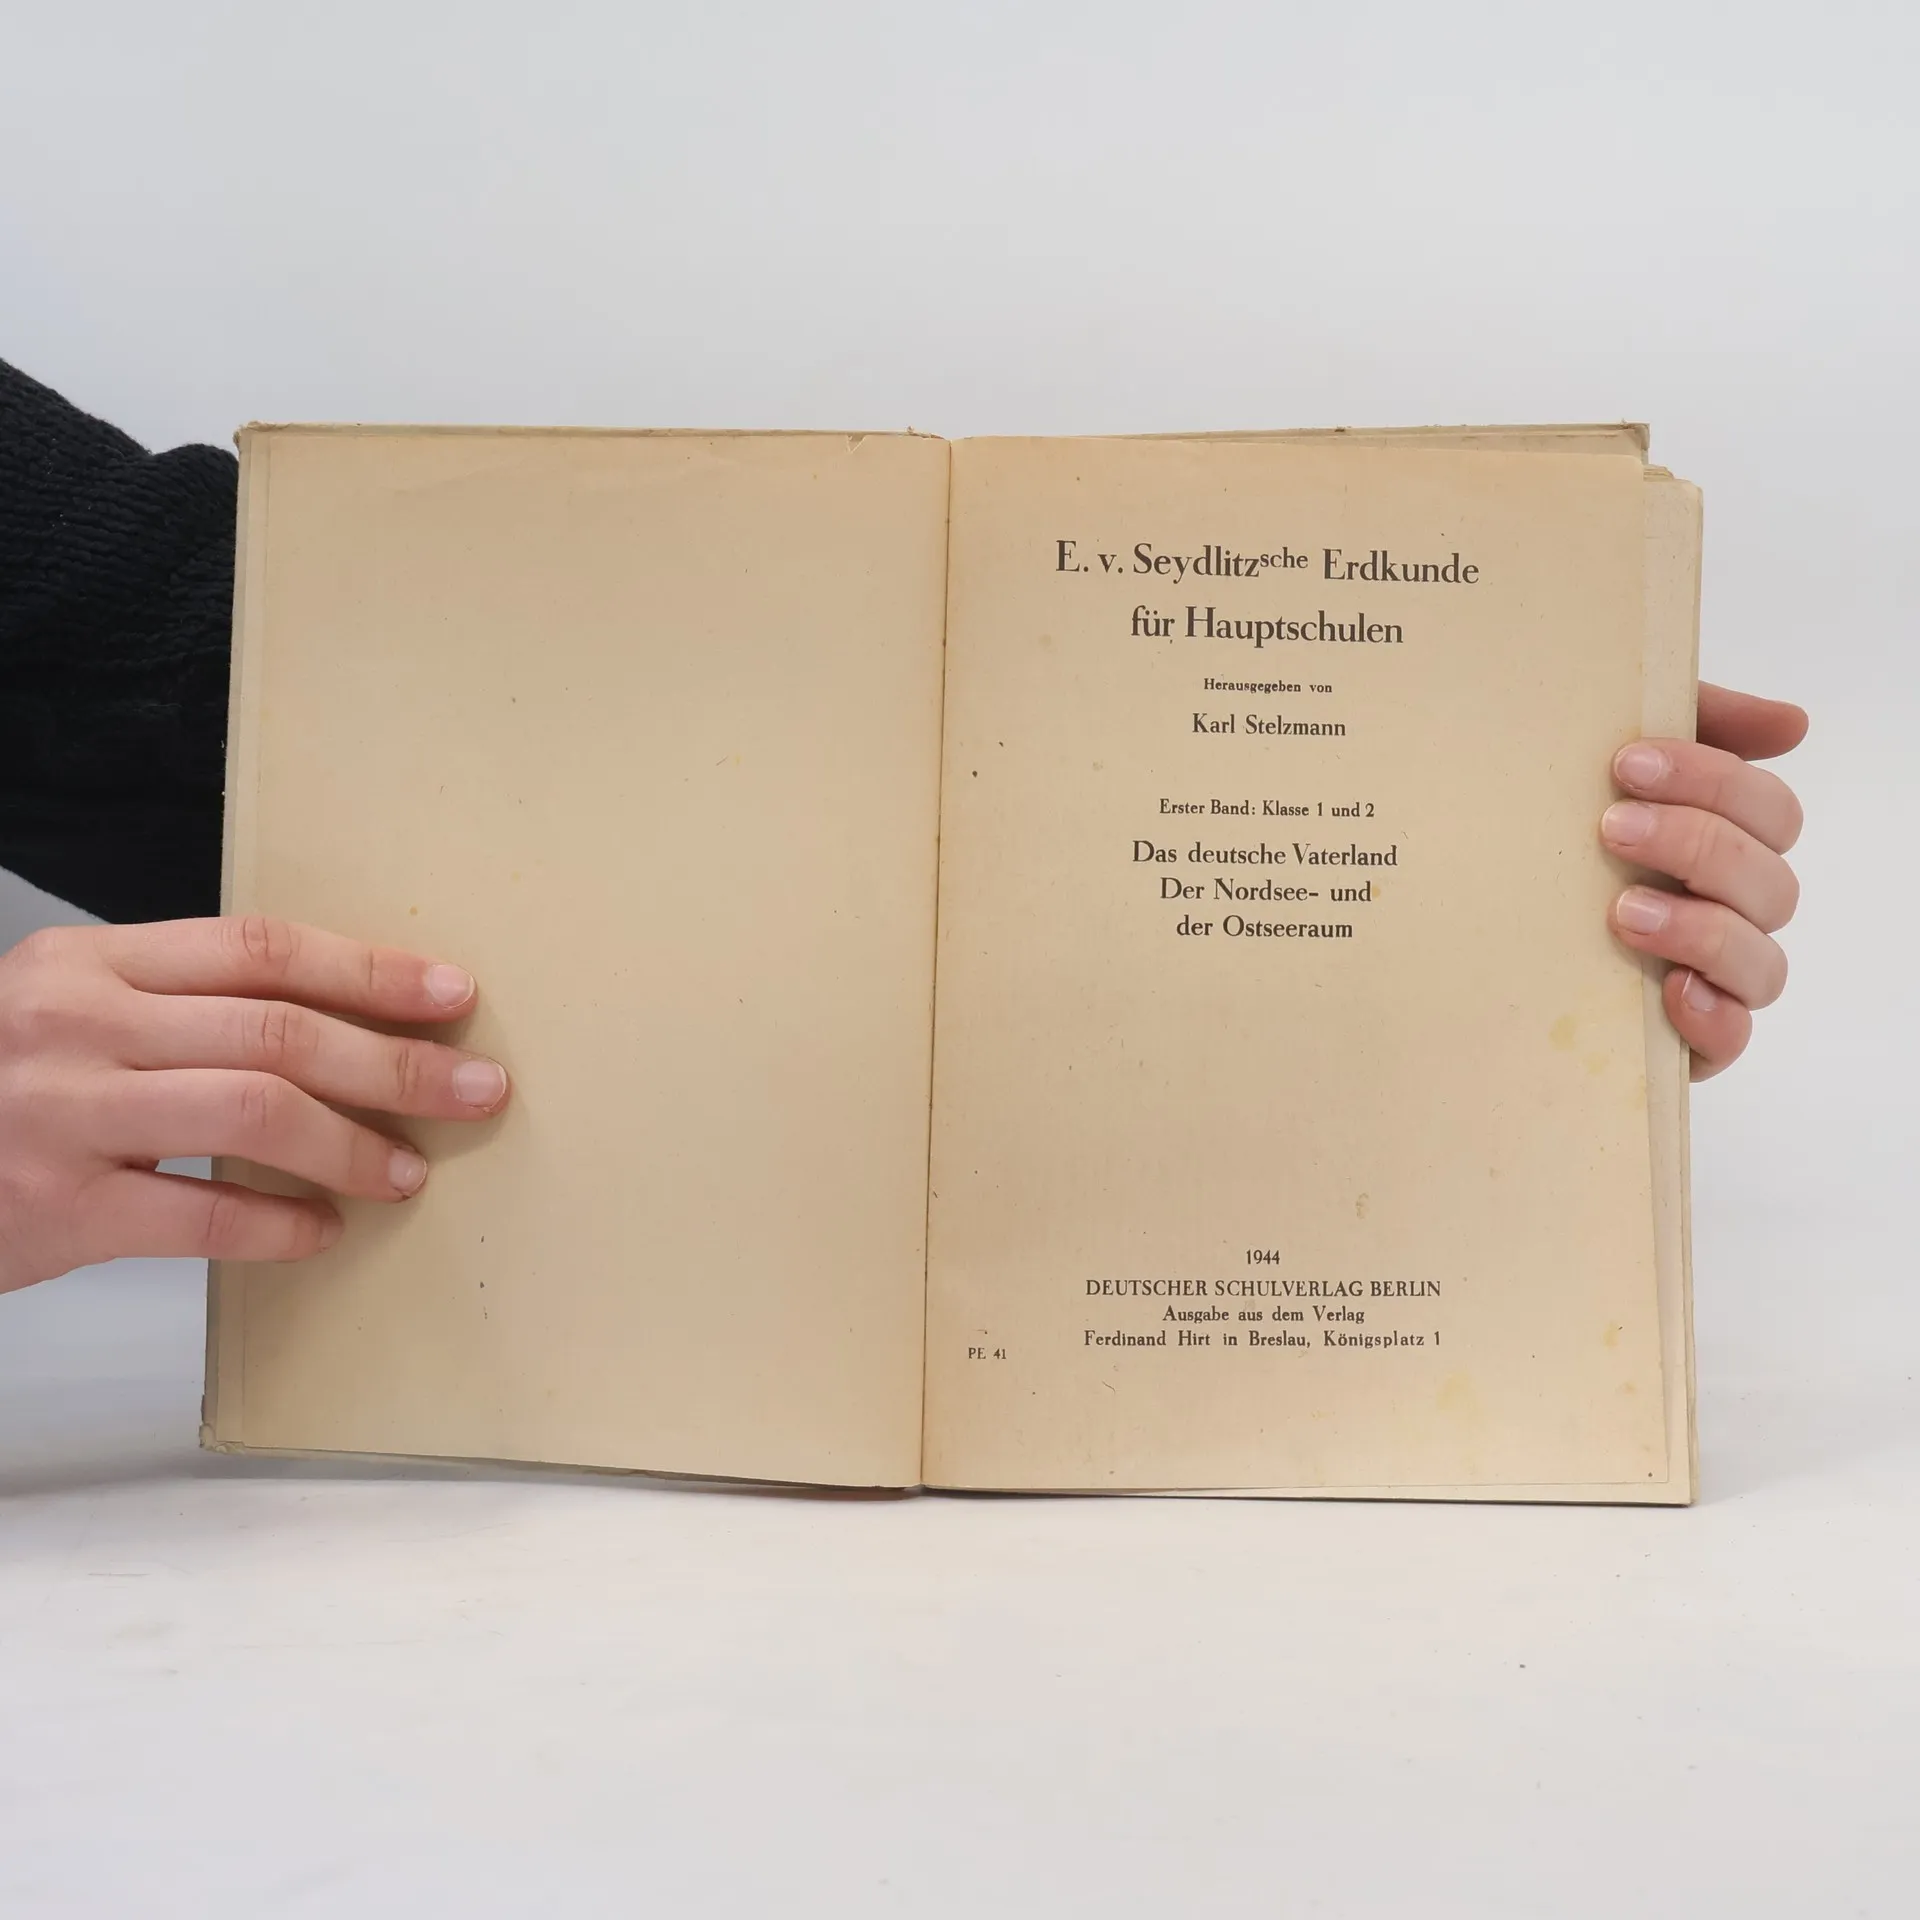 E. v. Seydlitzsche Erdkunde
für Hauptschulen
Herausgegeben von
Karl Stelzmann
Erster Band: Klasse 1 und 2
Das deutsche Vaterland
Der Nordsee- und
der Ostseeraum
1944
DEUTSCHER SCHULVERLAG BERLIN
Ausgabe aus dem Verlag
Ferdinand Hirt in Breslau, Königsplatz 1
PE 41